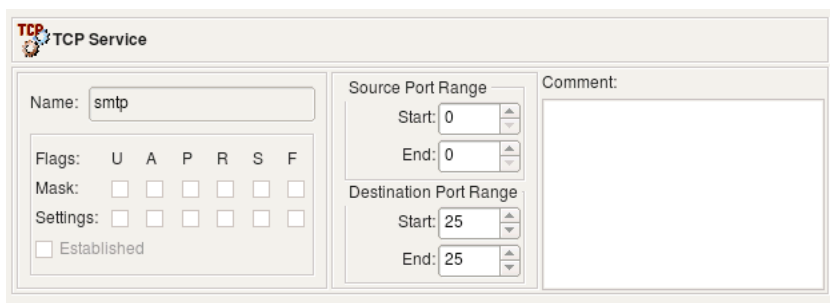 TCP TCP Service
Name: smtp
Flags: U A P R S F
Mask:
Settings:
Established
Source Port Range
Start: 0
End: 0
Destination Port Range
Start: 25
End: 25
Comment: